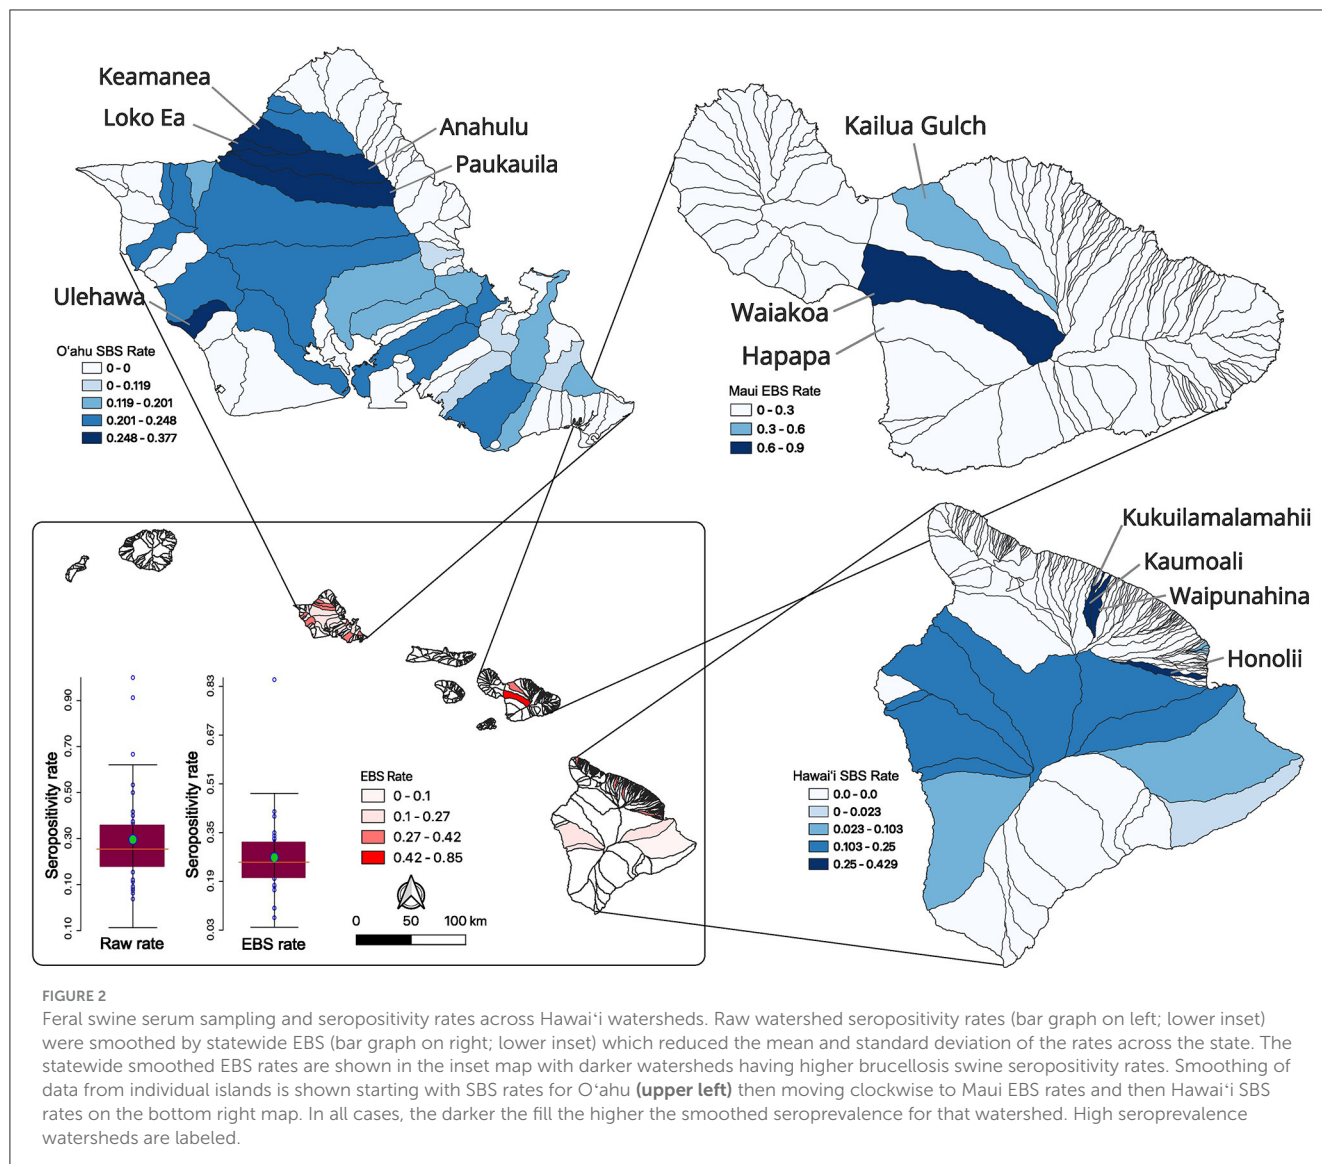 Keamanea
Loko Ea
Anahulu
Paukauila
Ulehawa
O'ahu SBS Rate
0 - 0
0 - 0.119
0.119 - 0.201
0.201 - 0.248
0.248 - 0.377
Kailua Gulch
Waiakoa
Hapapa
Maui EBS Rate
0 - 0.3
0.3 - 0.6
0.6 - 0.9
Kukuilamalamahii
Kaumoali
Waipunahina
Honolii
Hawai'i SBS Rate
0.0 - 0.0
0 - 0.023
0.023 - 0.103
0.103 - 0.25
0.25 - 0.429
Seropositivity rate
0.90
0.70
0.50
0.30
0.10
0.10
Raw rate
Seropositivity rate
0.83
0.67
0.51
0.35
0.19
0.03
EBS rate
EBS Rate
0 - 0.1
0.1 - 0.27
0.27 - 0.42
0.42 - 0.85
0 50 100 km
FIGURE 2
Feral swine serum sampling and seropositivity rates across Hawaiʻi watersheds. Raw watershed seropositivity rates (bar graph on left; lower inset)
were smoothed by statewide EBS (bar graph on right; lower inset) which reduced the mean and standard deviation of the rates across the state. The
statewide smoothed EBS rates are shown in the inset map with darker watersheds having higher brucellosis swine seropositivity rates. Smoothing of
data from individual islands is shown starting with SBS rates for Oʻahu (upper left) then moving clockwise to Maui EBS rates and then Hawaiʻi SBS
rates on the bottom right map. In all cases, the darker the fill the higher the smoothed seroprevalence for that watershed. High seroprevalence
watersheds are labeled.